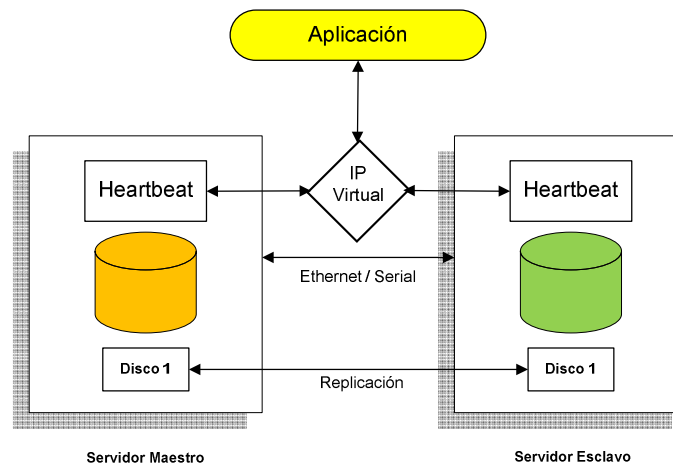 Aplicación
IP
Virtual
Heartbeat
Heartbeat
Ethernet / Serial
Disco 1
Disco 1
Replicación
Servidor Maestro
Servidor Esclavo